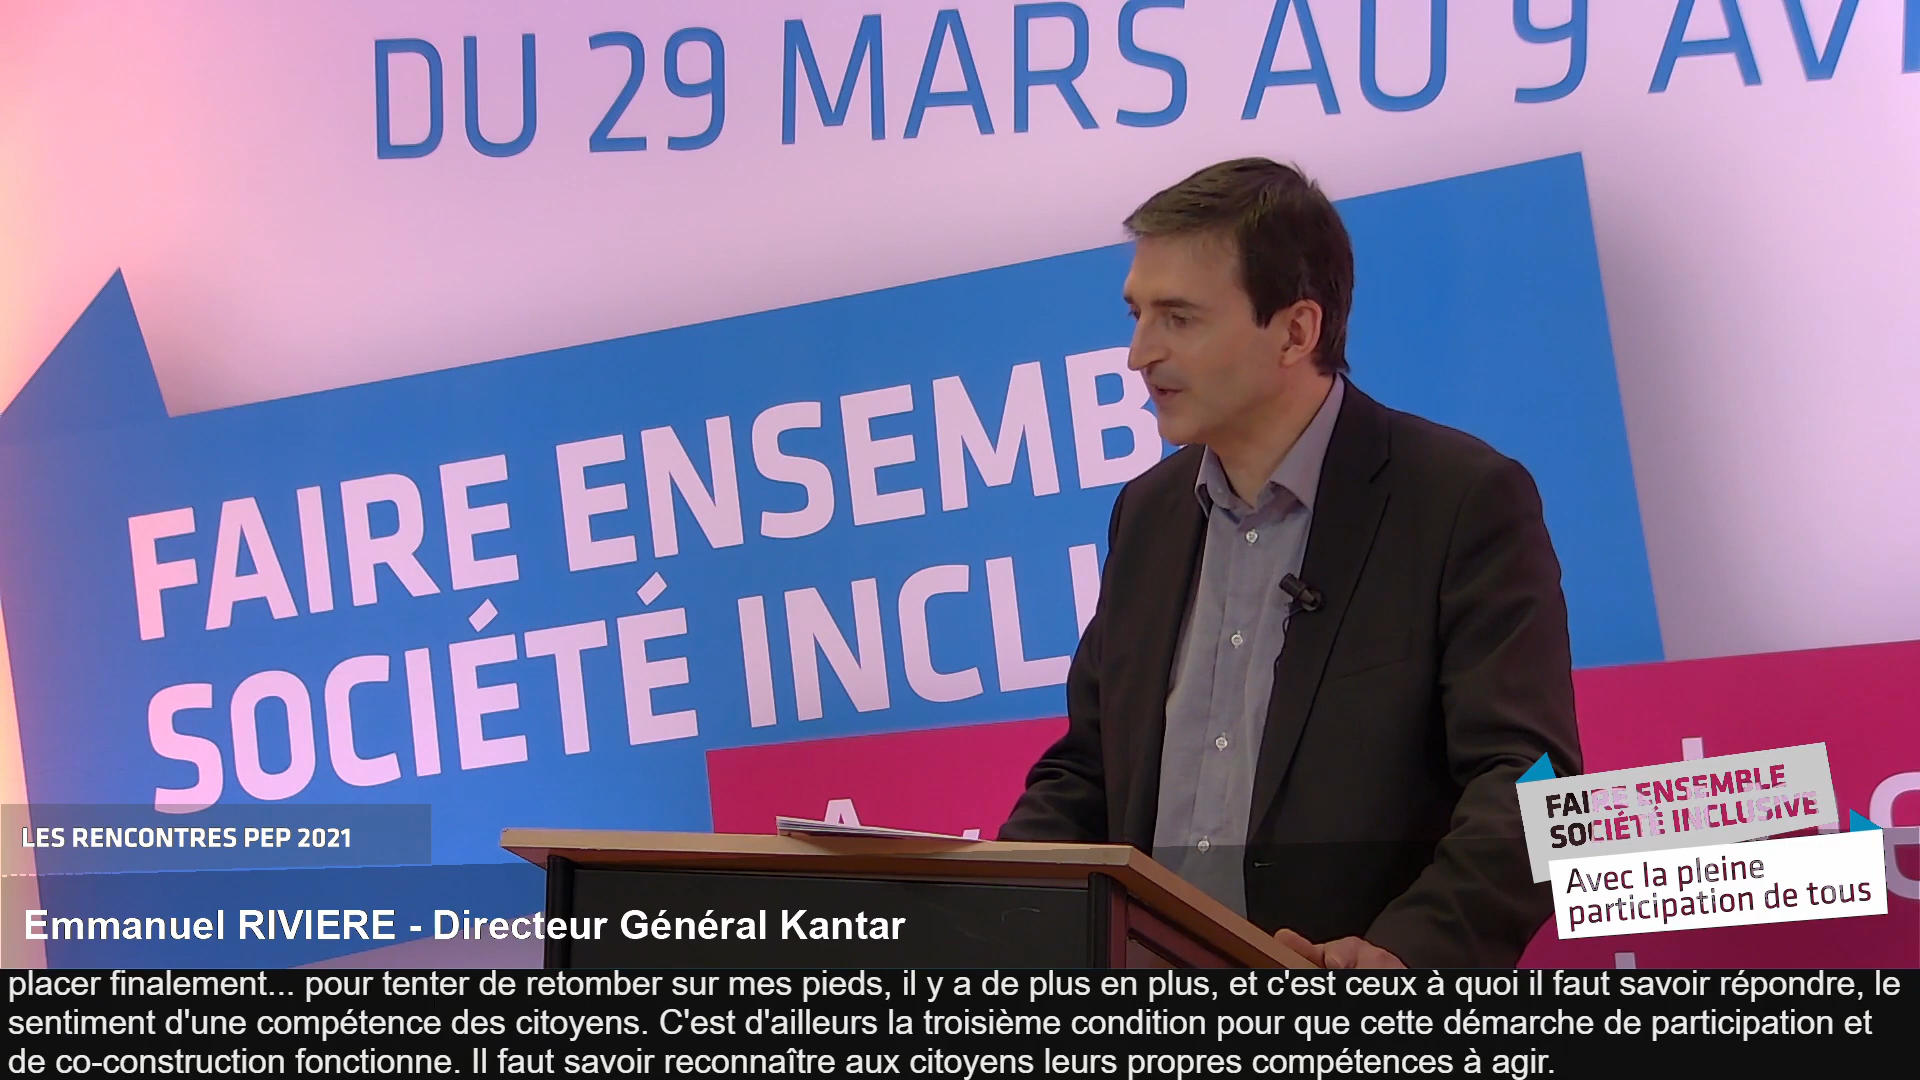 DU 29 MARS AU 9 AV
FAIRE ENSEMB
SOCIÉTÉ INCLU
LES RENCONTRES PEP 2021
Emmanuel RIVIERE - Directeur Général Kantar
FAIRE ENSEMBLE
SOCIÉTÉ INCLUSIVE
Avec la pleine
participation de tous
placer finalement... pour tenter de retomber sur mes pieds, il y a de plus en plus, et c'est ceux à quoi il faut savoir répondre, le
sentiment d'une compétence des citoyens. C'est d'ailleurs la troisième condition pour que cette démarche de participation et
de co-construction fonctionne. Il faut savoir reconnaître aux citoyens leurs propres compétences à agir.